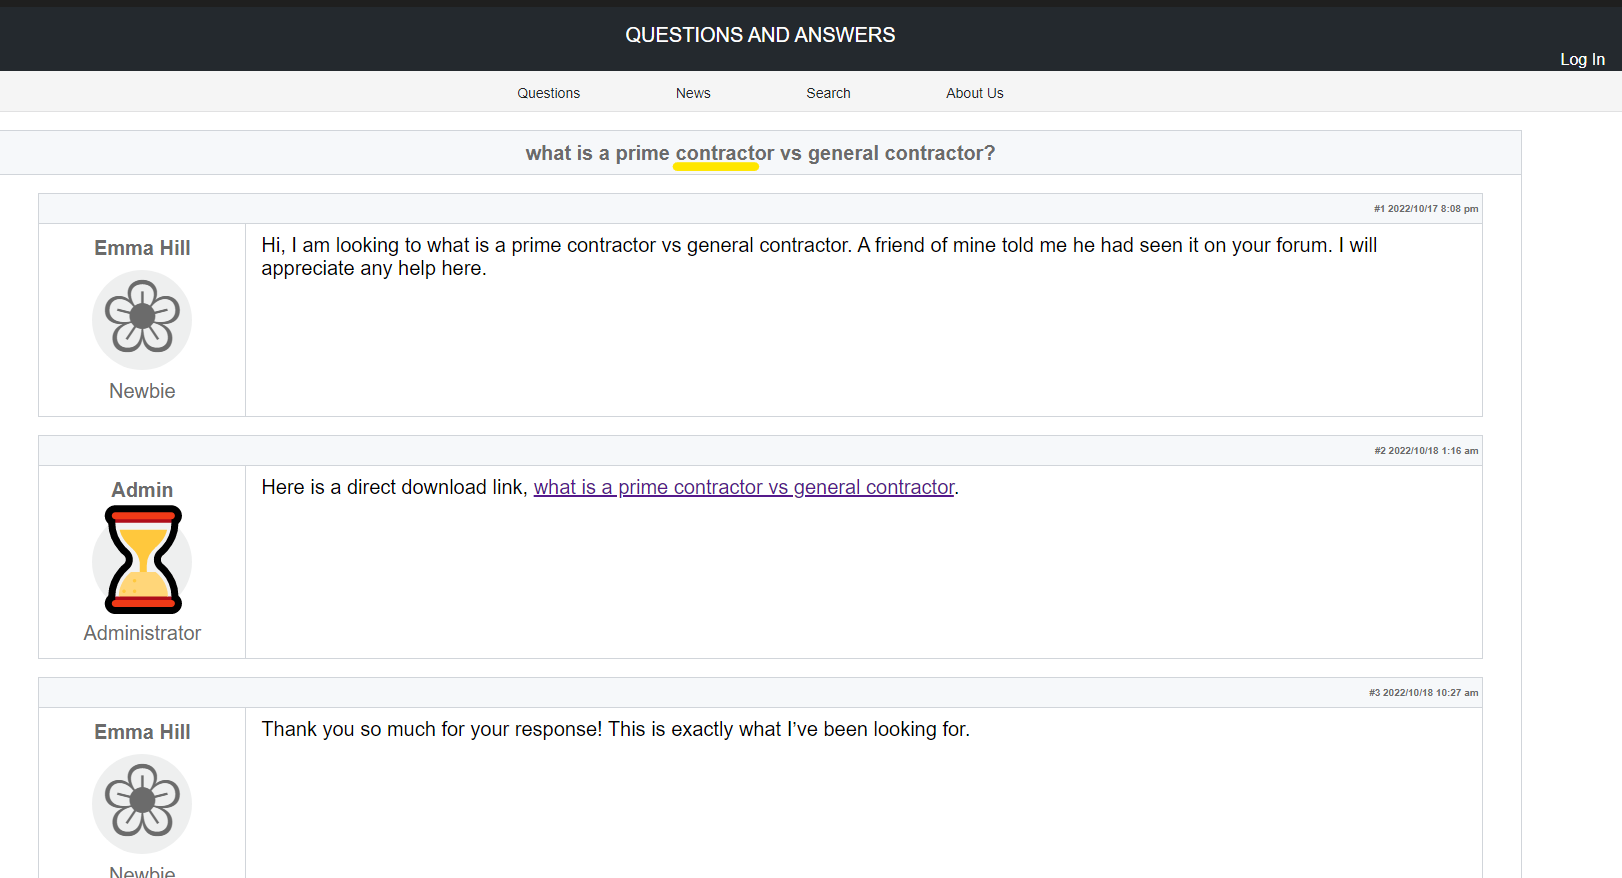 QUESTIONS AND ANSWERS
Log In
Questions News Search About Us
what is a prime contractor vs general contractor?
#1 2022/10/17 8:08 pm
Emma Hill
Newbie
Hi, I am looking to what is a prime contractor vs general contractor. A friend of mine told me he had seen it on your forum. I will
appreciate any help here.
#2 2022/10/18 1:16 am
Admin
Administrator
Here is a direct download link, what is a prime contractor vs general contractor.
#3 2022/10/18 10:27 am
Emma Hill
Newbie
Thank you so much for your response! This is exactly what I’ve been looking for.